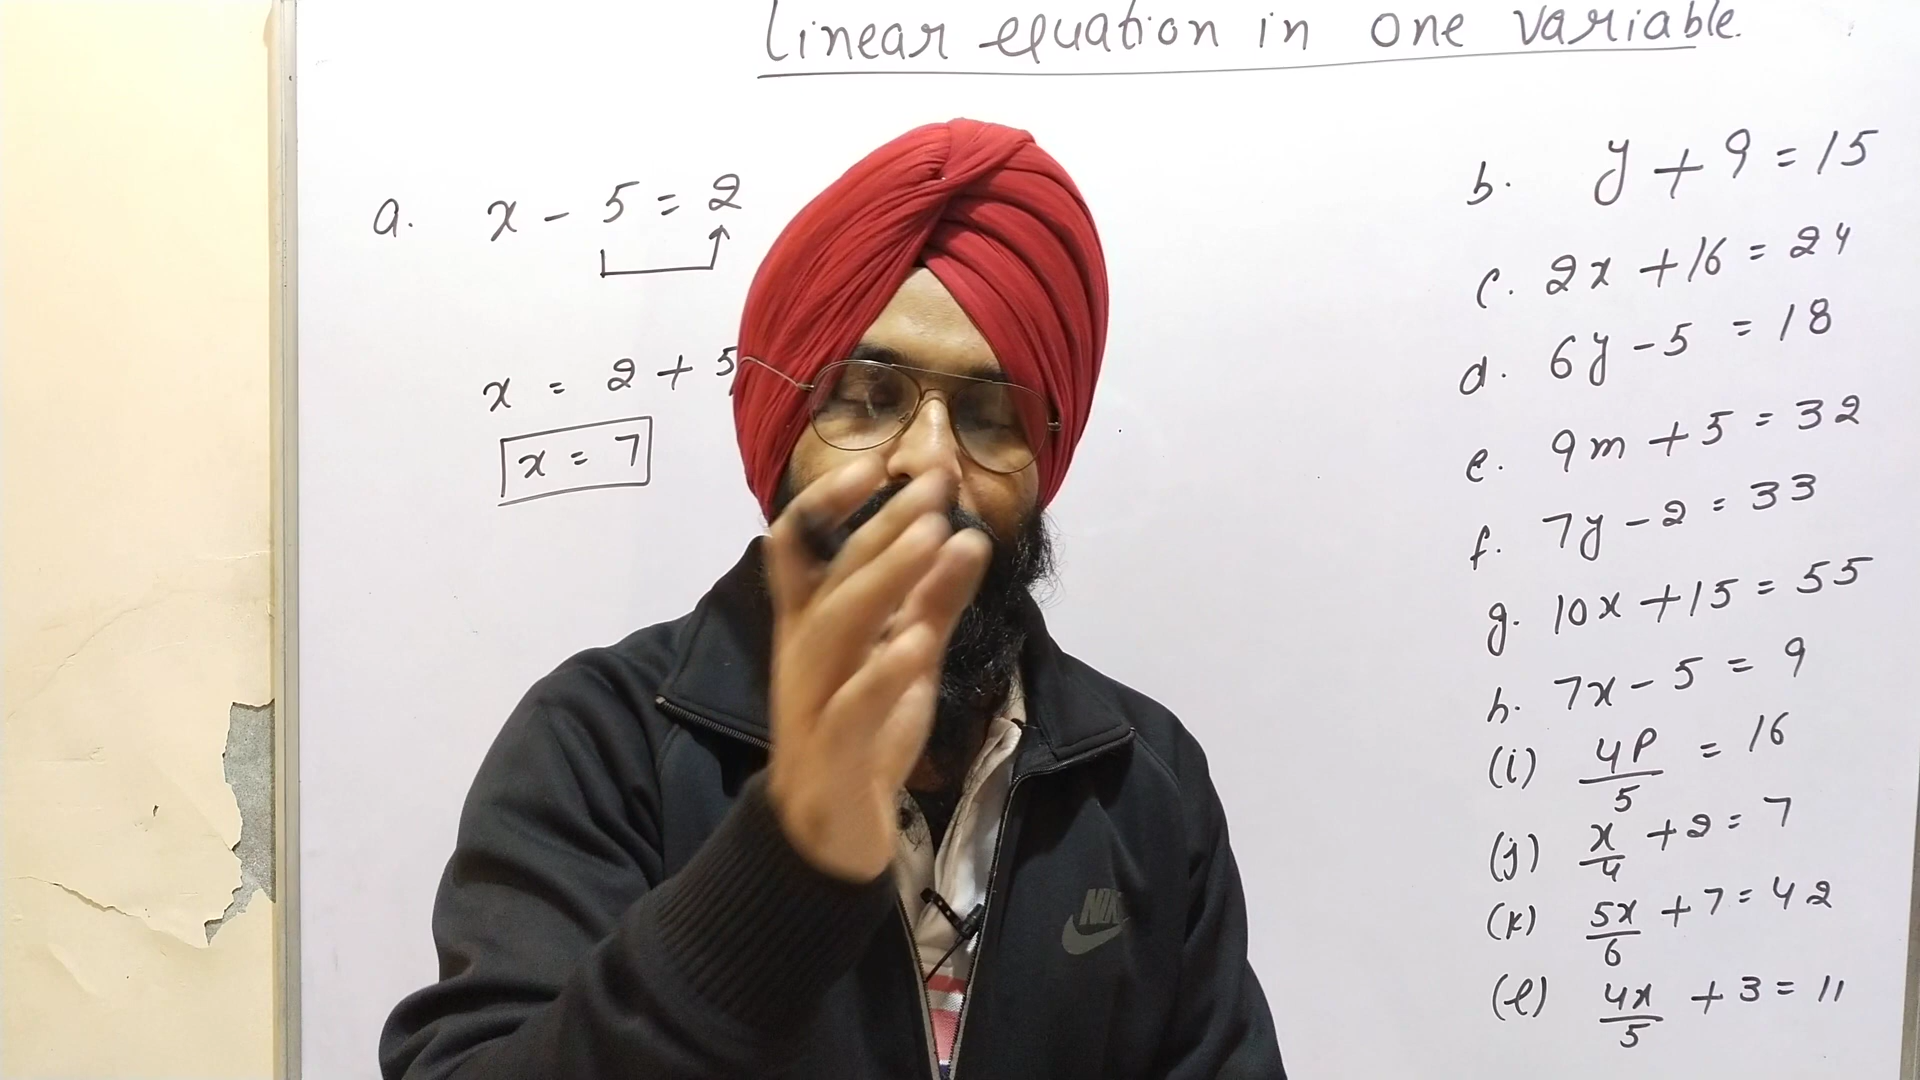 Linear equation in one variable.
a. x - 5 = 2
x = 2 + 5
x = 7
b. y + 9 = 15
c. 2x + 16 = 24
d. 6y - 5 = 18
e. 9m + 5 = 32
f. 7y - 2 = 33
g. 10x + 15 = 55
h. 7x - 5 = 9
(i) 4P/5 = 16
(j) x/4 + 2 = 7
(k) 5x/6 + 7 = 42
(l) 4x/5 + 3 = 11
NIKE